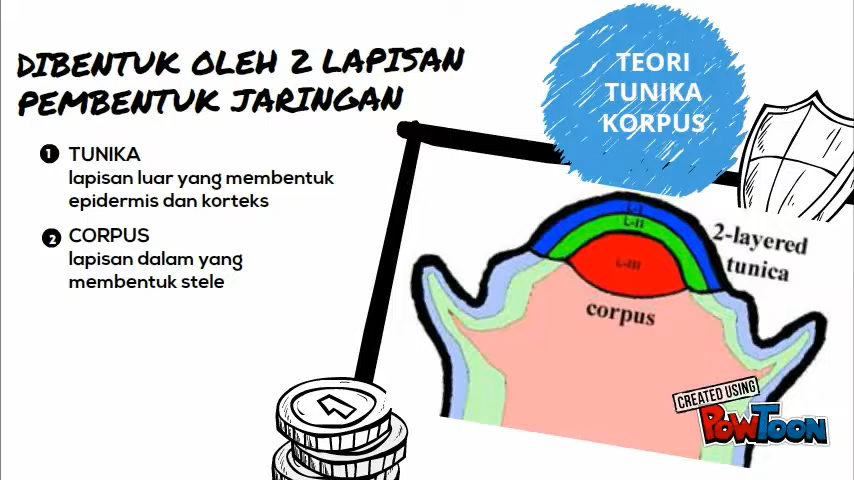 DIBENTUK OLEH 2 LAPISAN
PEMBENTUK JARINGAN
1 TUNIKA
lapisan luar yang membentuk
epidermis dan korteks
2 CORPUS
lapisan dalam yang
membentuk stele
TEORI
TUNIKA
KORPUS
L-I
L-II
L-III
2-layered
tunica
corpus
CREATED USING
POWTOON